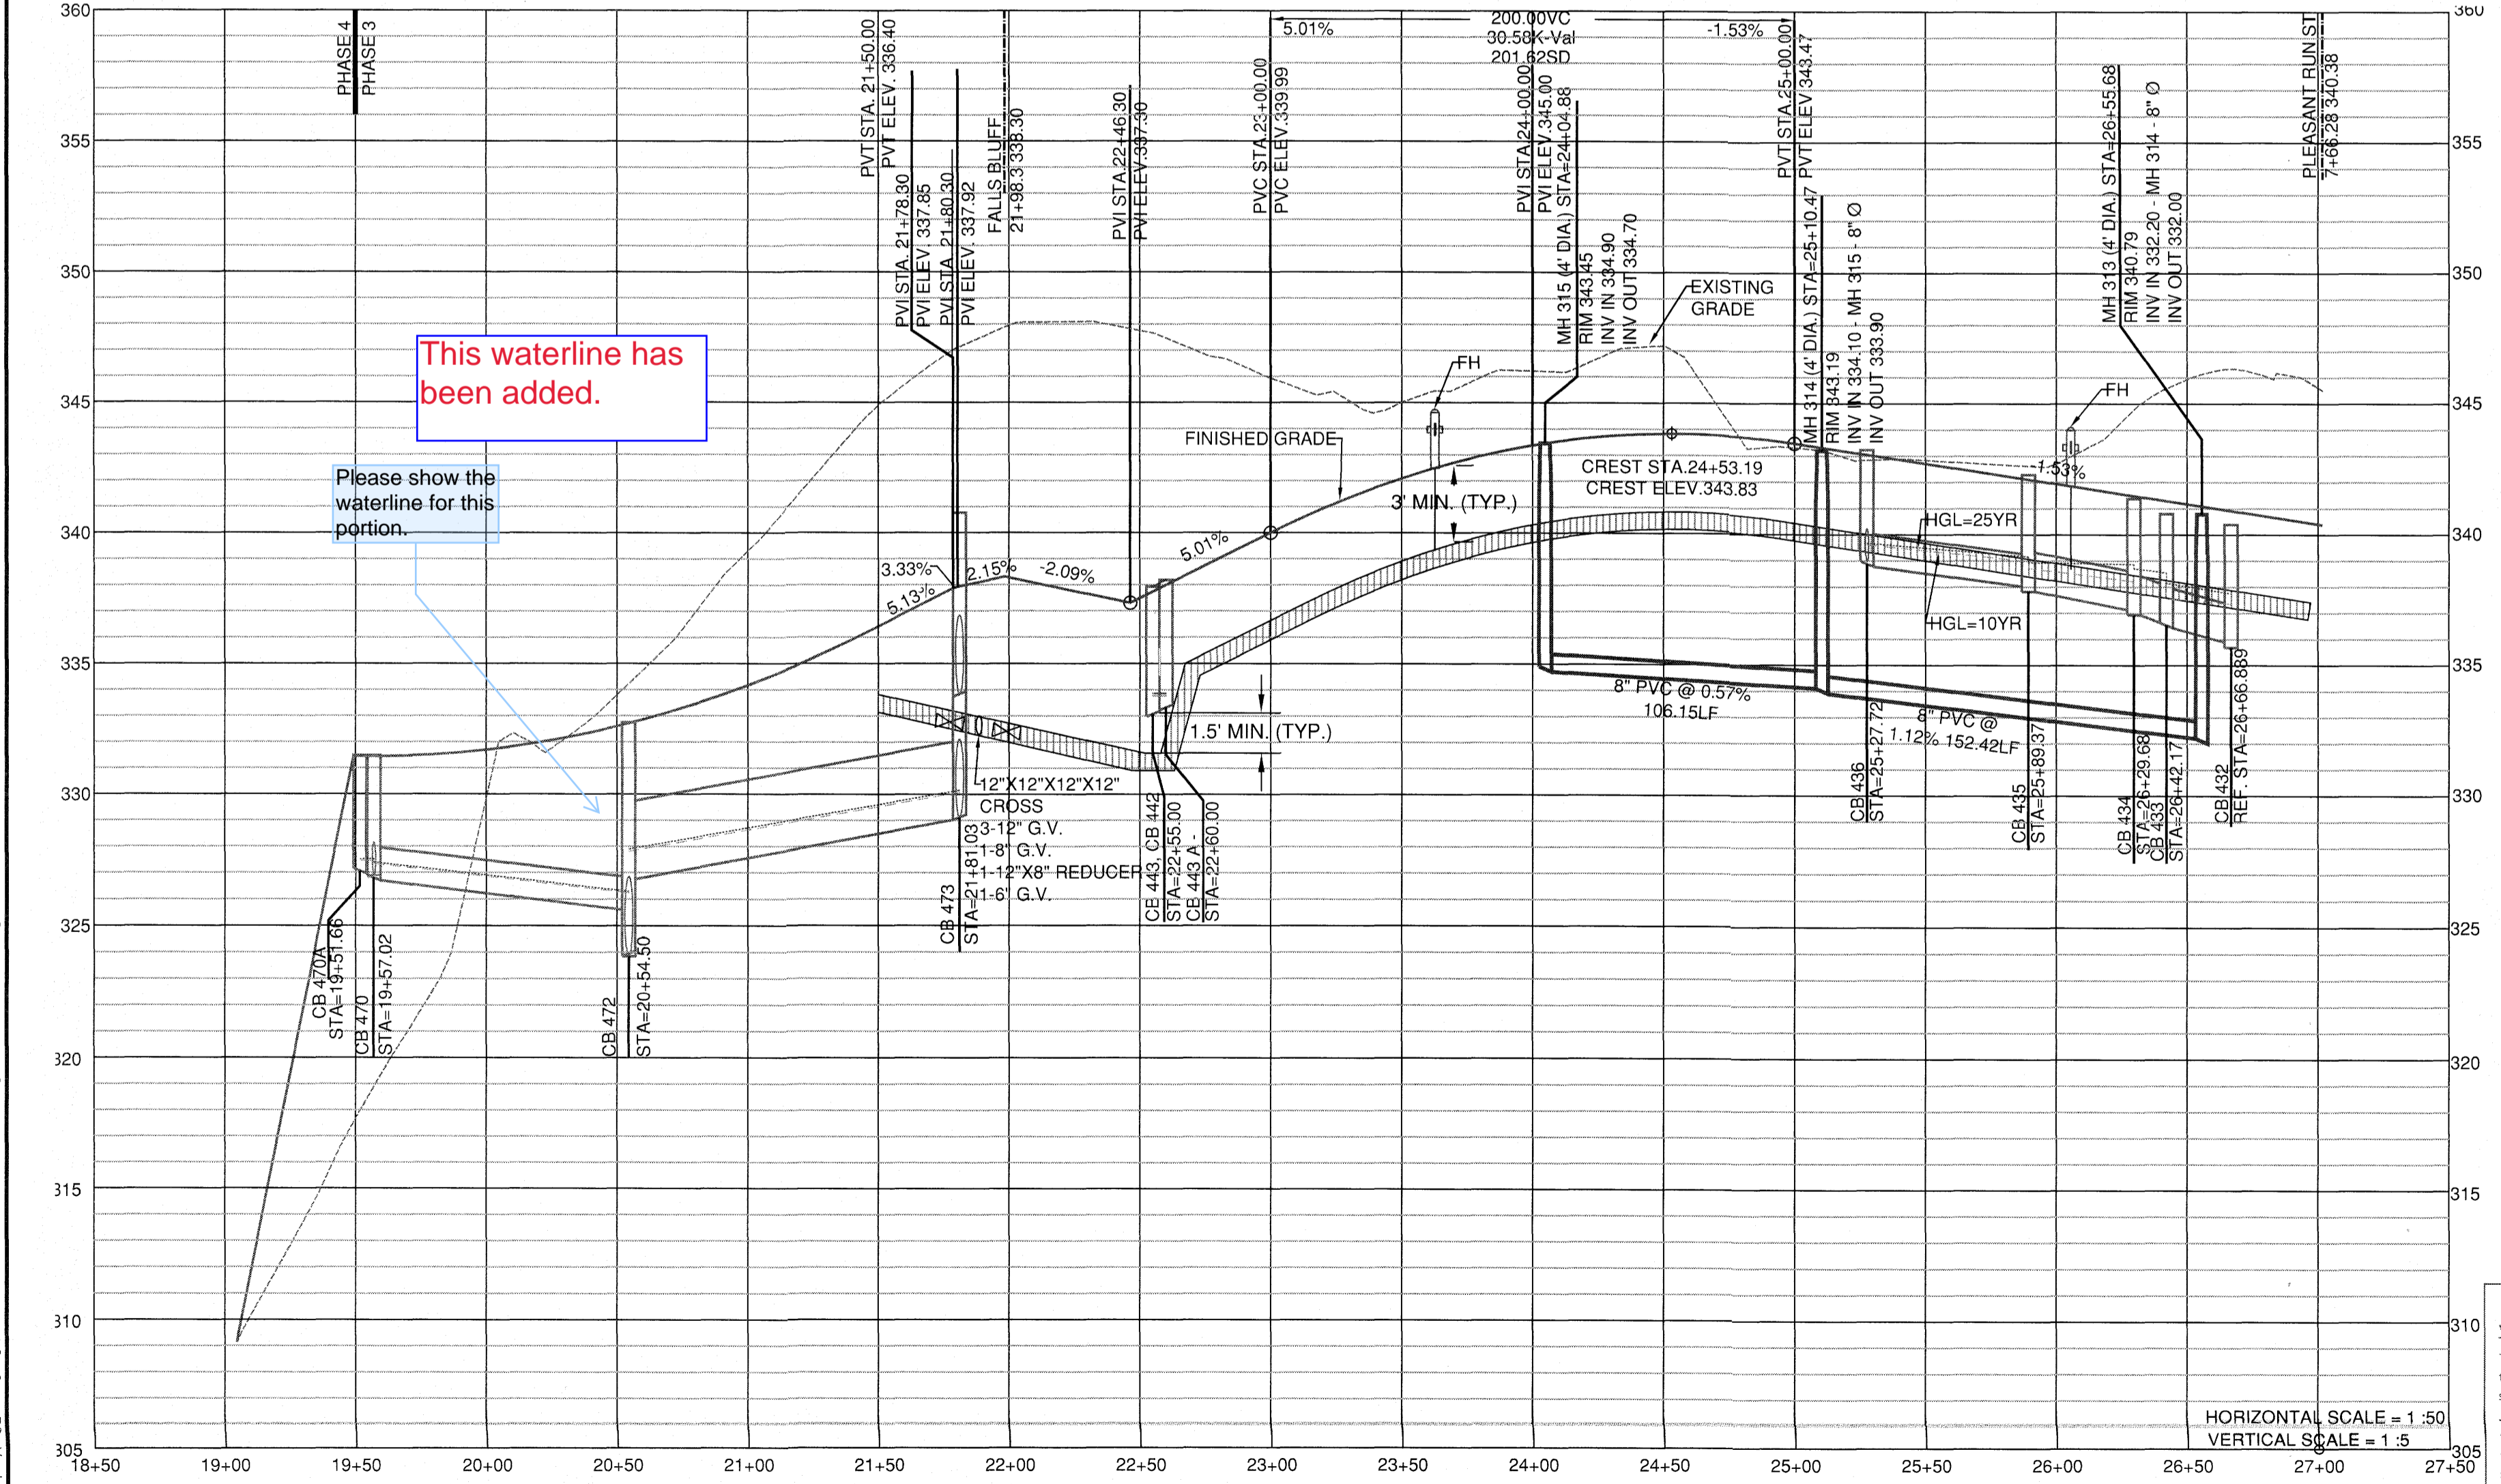 360
355
350
345
340
335
330
325
320
315
310
305
360
355
350
345
340
335
330
325
320
315
310
305
18+50
19+00
19+50
20+00
20+50
21+00
21+50
22+00
22+50
23+00
23+50
24+00
24+50
25+00
25+50
26+00
26+50
27+00
27+50
PHASE 4
PHASE 3
This waterline has
been added.
Please show the
waterline for this
portion.
PVT STA. 21+50.00
PVT ELEV. 336.40
PVI STA. 21+78.30
PVI ELEV. 337.85
PVI STA. 21+80.30
PVI ELEV. 337.92
FALLS BLUFF
21+98.3 338.30
PVI STA.22+46.30
PVI ELEV.337.30
PVC STA.23+00.00
PVC ELEV.339.99
5.01%
200.00VC
30.58K-Val
201.62SD
-1.53%
PVI STA.24+00.00
PVI ELEV.345.00
MH 315 (4' DIA.) STA=24+04.88
RIM 343.45
INV IN 334.90
INV OUT 334.70
EXISTING
GRADE
PVT STA.25+00.00
PVT ELEV.343.47
MH 314 (4' DIA.) STA=25+10.47
RIM 343.19
INV IN 334.10 - MH 315 - 8" Ø
INV OUT 333.90
MH 313 (4' DIA.) STA=26+55.68
RIM 340.79
INV IN 332.20 - MH 314 - 8" Ø
INV OUT 332.00
PLEASANT RUN ST
7+66.28 340.38
FH
FH
FINISHED GRADE
3' MIN. (TYP.)
CREST STA.24+53.19
CREST ELEV.343.83
-1.53%
HGL=25YR
HGL=10YR
3.33%
5.13%
2.15%
-2.09%
5.01%
1.5' MIN. (TYP.)
12"X12"X12"X12"
CROSS
3-12" G.V.
1-8" G.V.
1-12"X8" REDUCER
1-6" G.V.
8" PVC @ 0.57%
106.15LF
8" PVC @
1.12% 152.42LF
CB 470A
STA=19+51.66
CB 470
STA=19+57.02
CB 472
STA=20+54.50
CB 473
STA=21+81.03
CB 443, CB 442
STA=22+55.00
CB 443 A -
STA=22+60.00
CB 436
STA=25+27.72
CB 435
STA=25+89.37
CB 434
STA=26+29.68
CB 433
STA=26+42.17
CB 432
REF. STA=26+66.889
HORIZONTAL SCALE = 1 :50
VERTICAL SCALE = 1 :5